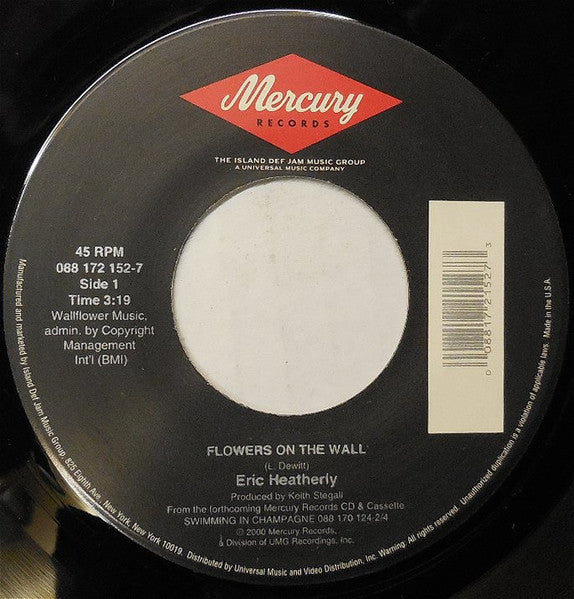 Mercury
RECORDS
THE ISLAND DEF JAM MUSIC GROUP
A UNIVERSAL MUSIC COMPANY
45 RPM
088 172 152-7
Side 1
Time 3:19
Wallflower Music,
admin. by Copyright
Management
Int'l (BMI)
0 08817-21527 3
FLOWERS ON THE WALL
(L. Dewitt)
Eric Heatherly
Produced by Keith Stegall
From the forthcoming Mercury Records CD & Cassette
SWIMMING IN CHAMPAGNE 088 170 124-2/4
℗ © 2000 Mercury Records,
a Division of UMG Recordings, Inc.
Manufactured and marketed by Island Def Jam Music Group, 825 Eighth Ave., New York, New York 10019. Distributed by Universal Music and Video Distribution, Inc. Warning. All rights reserved. Unauthorized duplication is a violation of applicable laws. Made in the U.S.A.